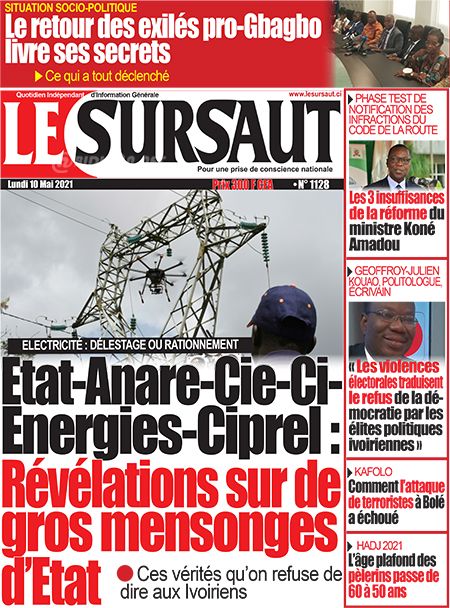 SITUATION SOCIO-POLITIQUE
Le retour des exilés pro-Gbagbo
livre ses secrets
Ce qui a tout déclenché
Quotidien Indépendant d'Information Générale
www.lesursaut.ci
LE SURSAUT
Pour une prise de conscience nationale
Lundi 10 Mai 2021
Prix 300 F CFA
• N° 1128
ELECTRICITÉ : DÉLESTAGE OU RATIONNEMENT
Etat-Anare-Cie-Ci-
Energies-Ciprel :
Révélations sur de
gros mensonges
d'Etat
Ces vérités qu'on refuse de
dire aux Ivoiriens
PHASE TEST DE
NOTIFICATION DES
INFRACTIONS DU
CODE DE LA ROUTE
Les 3 insuffisances
de la réforme du
ministre Koné
Amadou
GEOFFROY-JULIEN
KOUAO, POLITOLOGUE,
ÉCRIVAIN
« Les violences
électorales traduisent
le refus de la dé-
mocratie par les
élites politiques
ivoiriennes »
KAFOLO
Comment l'attaque
de terroristes à Bolé
a échoué
HADJ 2021
L'âge plafond des
pèlerins passe de
60 à 50 ans